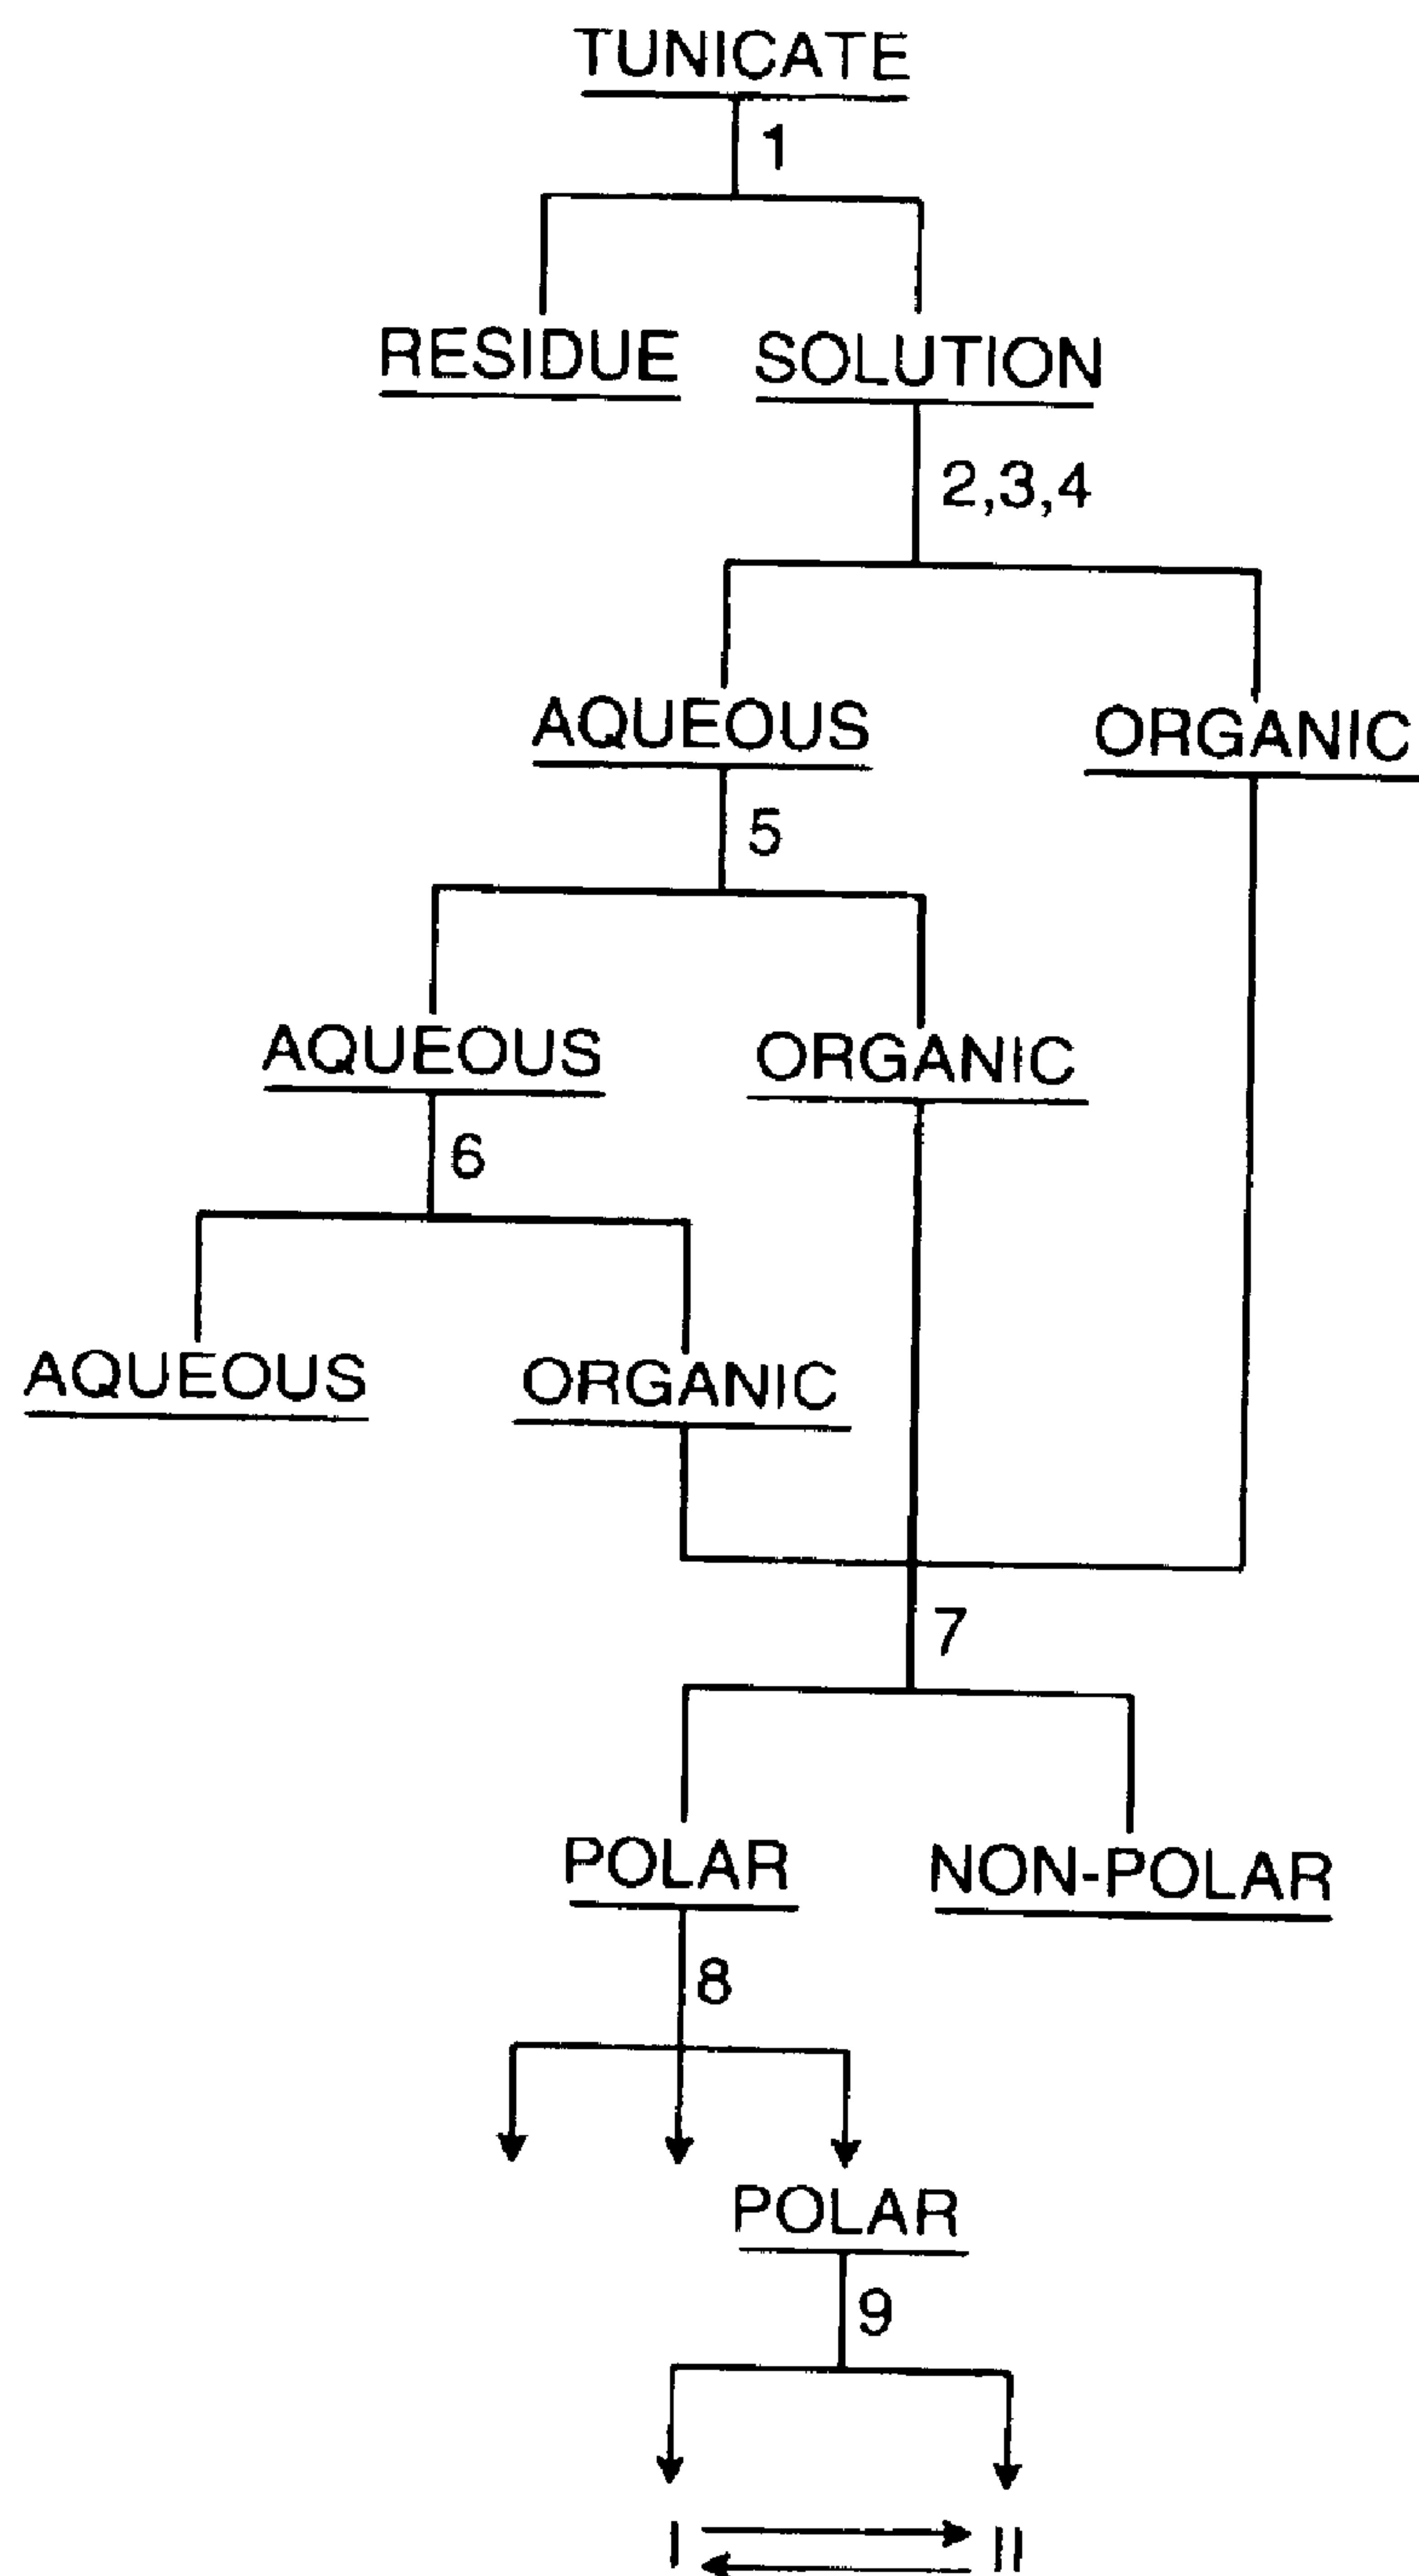 TUNICATE
1
RESIDUE SOLUTION
2,3,4
AQUEOUS ORGANIC
5
AQUEOUS ORGANIC
6
AQUEOUS ORGANIC
7
POLAR NON-POLAR
8
POLAR
9
I II